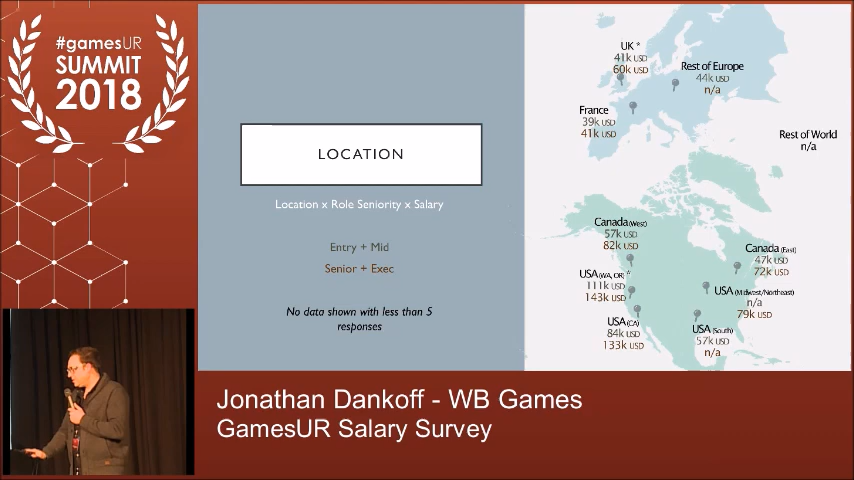 #gamesUR
SUMMIT
2018
LOCATION
Location x Role Seniority x Salary
Entry + Mid
Senior + Exec
No data shown with less than 5
responses
UK *
41k USD
60k USD
Rest of Europe
44k USD
n/a
France
39k USD
41k USD
Rest of World
n/a
Canada (West)
57k USD
82k USD
Canada (East)
47k USD
72k USD
USA (WA, OR) *
111k USD
143k USD
USA (Midwest/Northeast)
n/a
79k USD
USA (CA)
84k USD
133k USD
USA (South)
57k USD
n/a
Jonathan Dankoff - WB Games
GamesUR Salary Survey